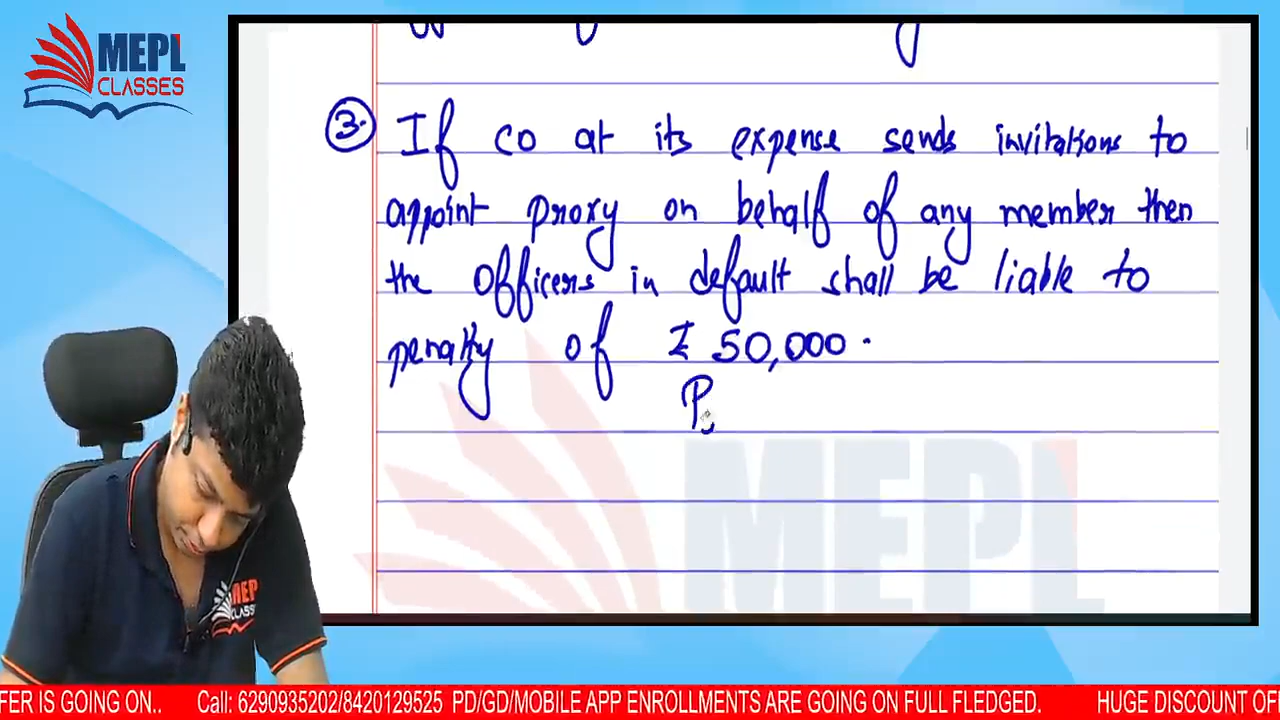 MEPL
CLASSES
3. If co at its expense sends invitations to
appoint proxy on behalf of any member then
the officers in default shall be liable to
penalty of ₹ 50,000.
P
MEPL
CLASSES
FER IS GOING ON.. Call: 6290935202/8420129525 PD/GD/MOBILE APP ENROLLMENTS ARE GOING ON FULL FLEDGED. HUGE DISCOUNT OF